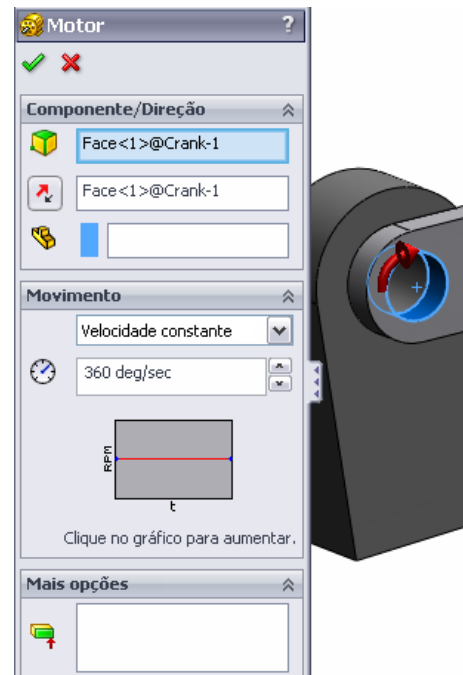 Motor ?
Componente/Direção
Face<1>@Crank-1
Face<1>@Crank-1
Movimento
Velocidade constante
360 deg/sec
RPM
t
Clique no gráfico para aumentar.
Mais opções